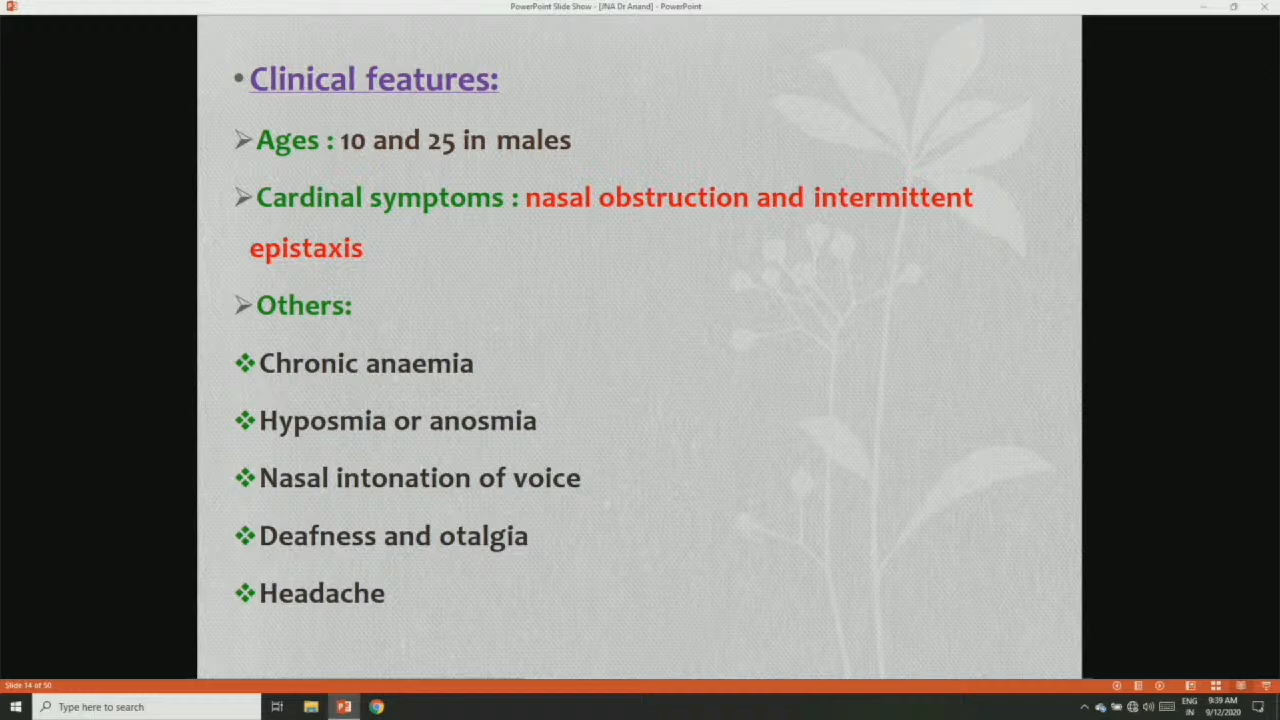 PowerPoint Slide Show - [JNA Dr Anand] - PowerPoint
Clinical features:
Ages : 10 and 25 in males
Cardinal symptoms : nasal obstruction and intermittent
epistaxis
Others:
Chronic anaemia
Hyposmia or anosmia
Nasal intonation of voice
Deafness and otalgia
Headache
Slide 14 of 50
Type here to search
ENG
IN
9:39 AM
9/12/2020